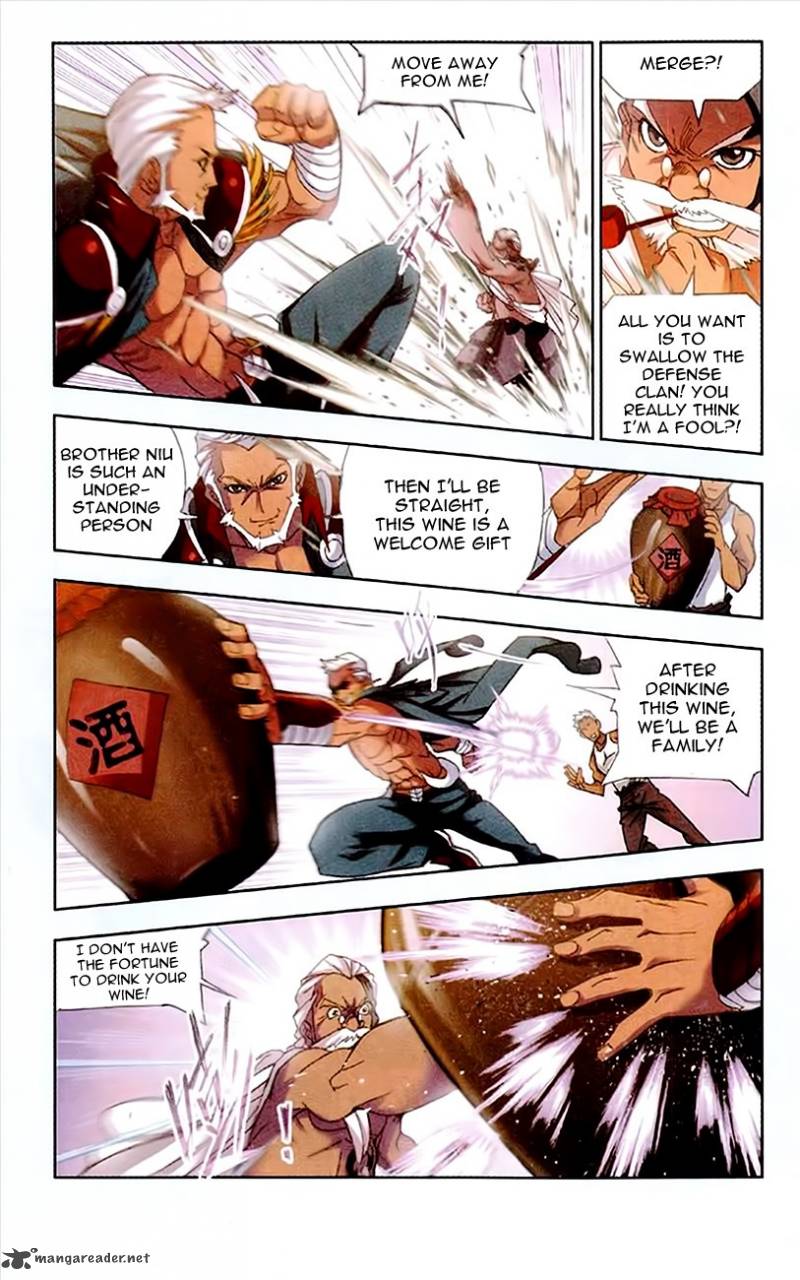 MOVE AWAY
FROM ME!
MERGE?!
ALL YOU WANT
IS TO
SWALLOW THE
DEFENSE
CLAN! YOU
REALLY THINK
I'M A FOOL?!
BROTHER NIU
IS SUCH AN
UNDER-
STANDING
PERSON
THEN I'LL BE
STRAIGHT,
THIS WINE IS A
WELCOME GIFT
酒
酒
AFTER
DRINKING
THIS WINE,
WE'LL BE A
FAMILY!
I DON'T HAVE
THE FORTUNE
TO DRINK YOUR
WINE!
mangareader.net